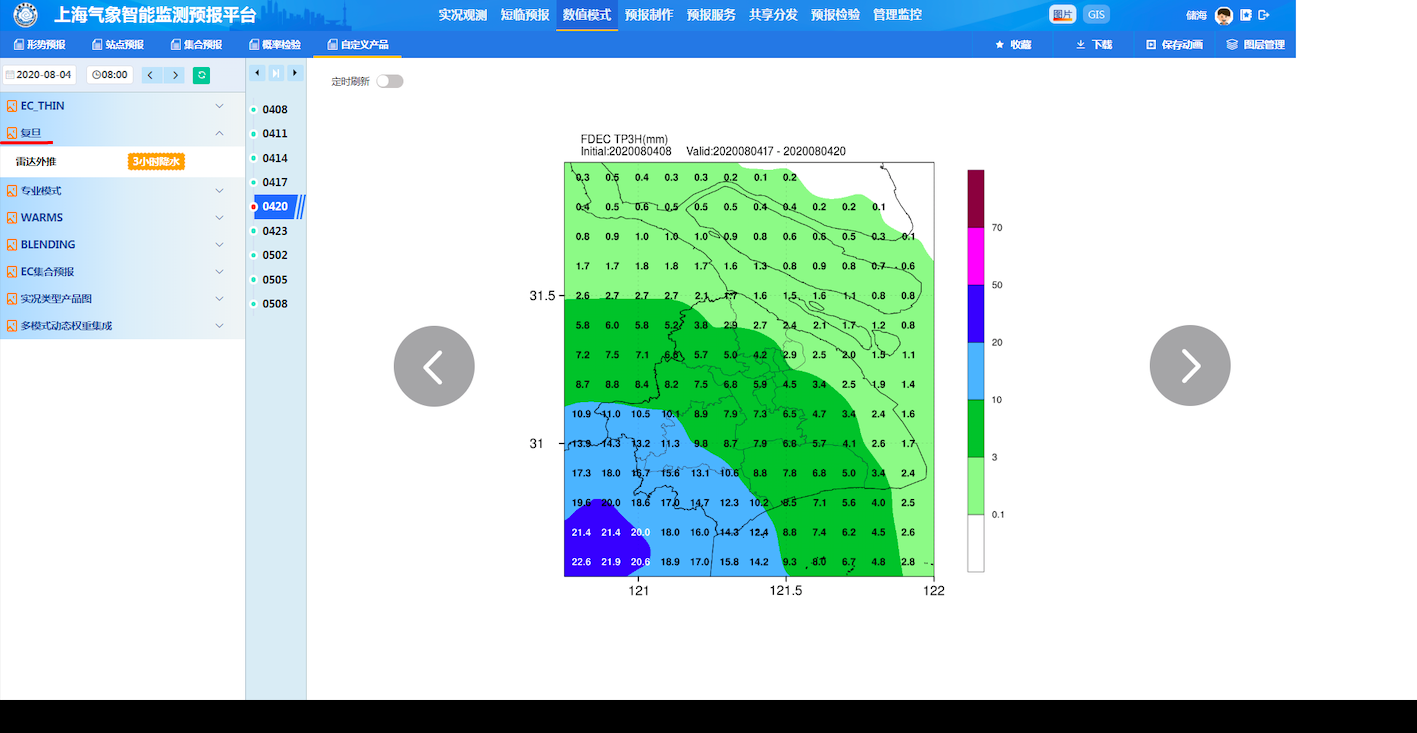 上海气象智能监测预报平台 实况观测 短临预报 数值模式 预报制作 预报服务 共享分发 预报检验 管理监控 图片 GIS 储海
形势预报 站点预报 集合预报 概率检验 自定义产品 收藏 下载 保存动画 图层管理
2020-08-04 08:00
定时刷新
EC_THIN
复旦
雷达外推 3小时降水
专业模式
WARMS
BLENDING
EC集合预报
实况类型产品图
多模式动态权重集成
0408
0411
0414
0417
0420
0423
0502
0505
0508
FDEC TP3H(mm)
Initial:2020080408 Valid:2020080417 - 2020080420
0.3 0.5 0.4 0.3 0.3 0.2 0.1 0.2
0.4 0.5 0.6 0.5 0.5 0.5 0.4 0.4 0.2 0.2 0.1
0.8 0.9 1.0 1.0 1.0 0.9 0.8 0.6 0.6 0.5 0.3 0.1
1.7 1.7 1.8 1.8 1.7 1.6 1.3 0.8 0.9 0.8 0.7 0.6
31.5 2.6 2.7 2.7 2.7 2.1 1.7 1.6 1.5 1.6 1.1 0.8 0.8
5.8 6.0 5.8 5.2 3.8 2.9 2.7 2.4 2.1 1.7 1.2 0.8
7.2 7.5 7.1 6.6 5.7 5.0 4.2 2.9 2.5 2.0 1.5 1.1
8.7 8.8 8.4 8.2 7.5 6.8 5.9 4.5 3.4 2.5 1.9 1.4
10.9 11.0 10.5 10.1 8.9 7.9 7.3 6.5 4.7 3.4 2.4 1.6
31 13.9 14.3 13.2 11.3 9.8 8.7 7.9 6.8 5.7 4.1 2.6 1.7
17.3 18.0 16.7 15.6 13.1 10.6 8.8 7.8 6.8 5.0 3.4 2.4
19.6 20.0 18.6 17.0 14.7 12.3 10.2 8.5 7.1 5.6 4.0 2.5
21.4 21.4 20.0 18.0 16.0 14.3 12.4 8.8 7.4 6.2 4.5 2.6
22.6 21.9 20.6 18.9 17.0 15.8 14.2 9.3 8.0 6.7 4.8 2.8
121 121.5 122
70
50
20
10
3
0.1